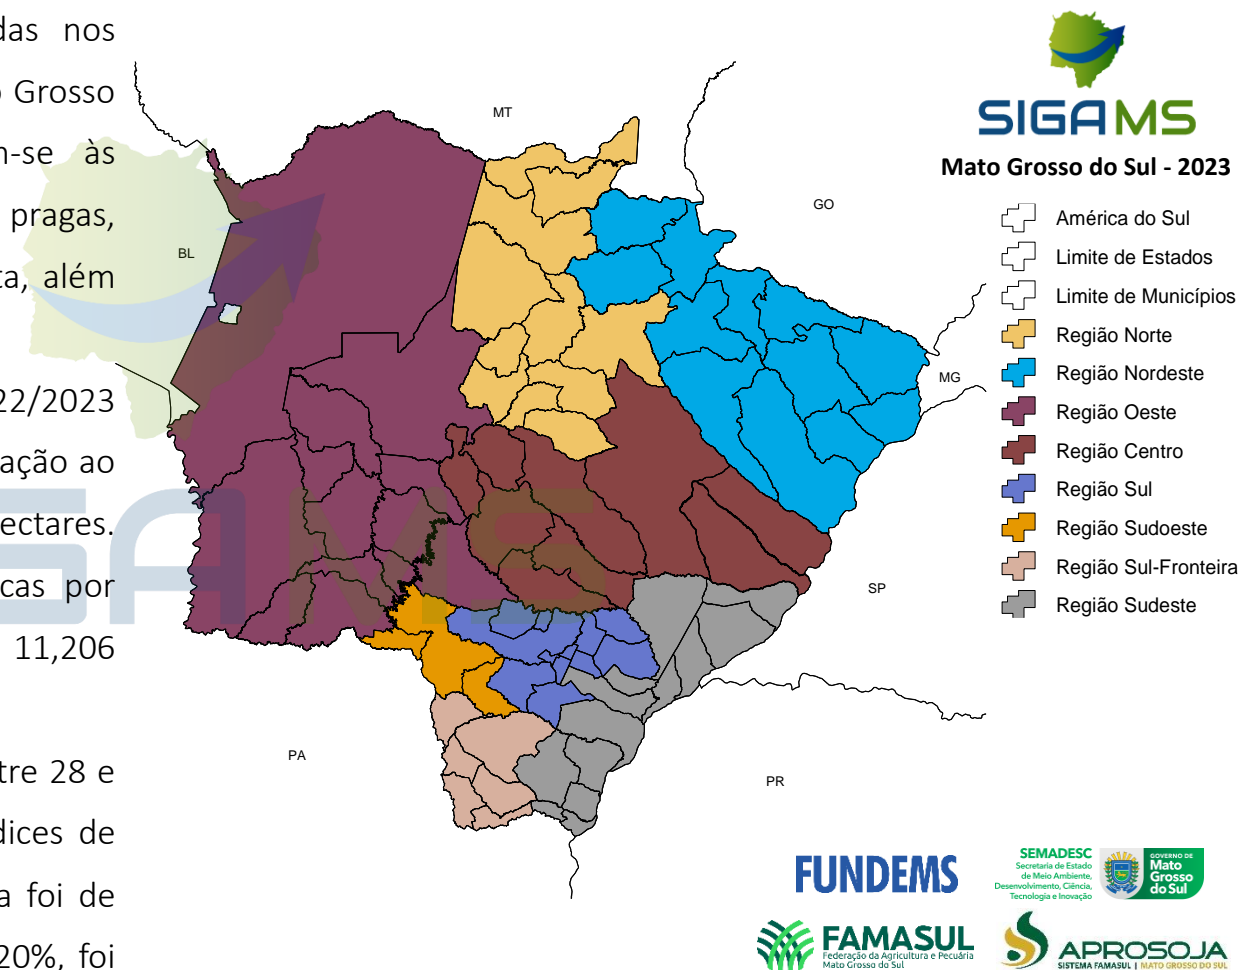 das nos
Grosso
-se às
pragas,
ta, além
22/2023
ação ao
ectares.
cas por
11,206
tre 28 e
dices de
a foi de
20%, foi
MT
GO
BL
MG
SP
PA
PR
SIGAMS
SIGAMS
Mato Grosso do Sul - 2023
América do Sul
Limite de Estados
Limite de Municípios
Região Norte
Região Nordeste
Região Oeste
Região Centro
Região Sul
Região Sudoeste
Região Sul-Fronteira
Região Sudeste
FUNDEMS
SEMADESC
Secretaria de Estado
de Meio Ambiente,
Desenvolvimento, Ciência,
Tecnologia e Inovação
GOVERNO DE
Mato
Grosso
do Sul
FAMASUL
Federação da Agricultura e Pecuária
Mato Grosso do Sul
APROSOJA
SISTEMA FAMASUL | MATO GROSSO DO SUL